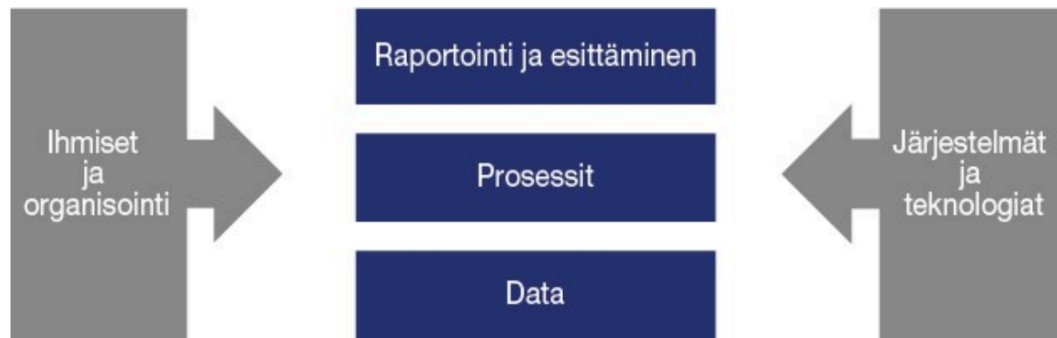 Ihmiset
ja
organisointi
Raportointi ja esittäminen
Prosessit
Data
Järjestelmät
ja
teknologiat